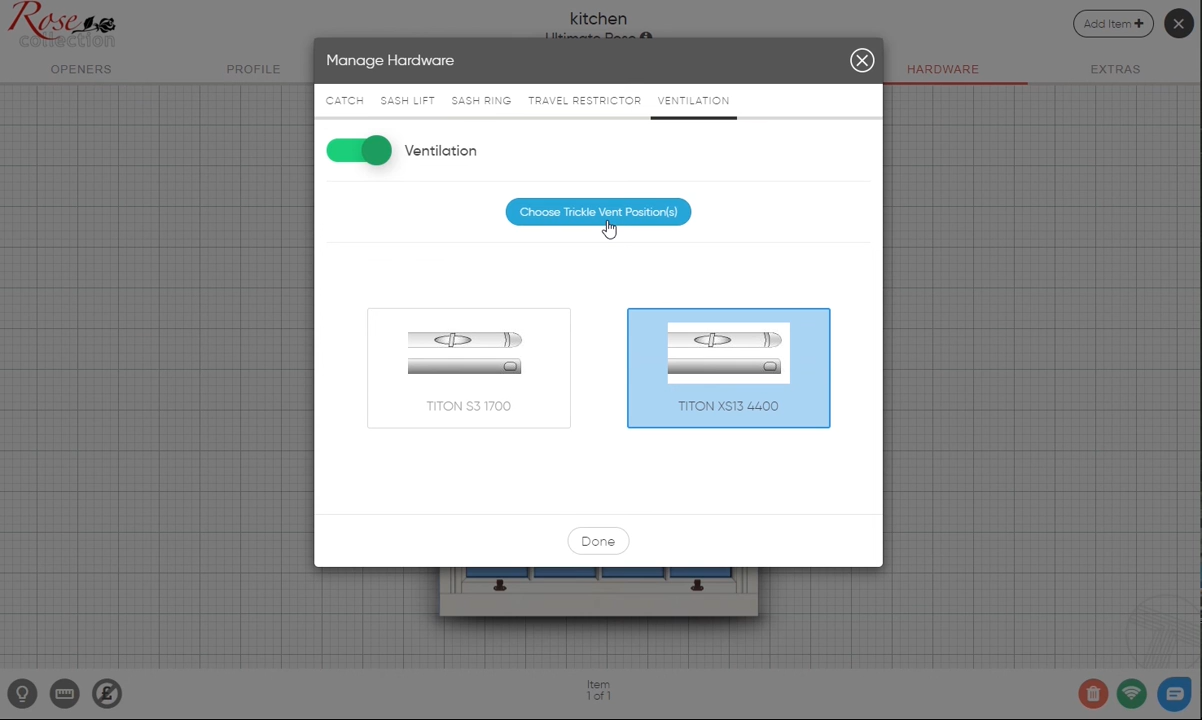 Rose
collection
kitchen
Ultimate Rose
Add Item +
OPENERS
PROFILE
HARDWARE
EXTRAS
Manage Hardware
CATCH
SASH LIFT
SASH RING
TRAVEL RESTRICTOR
VENTILATION
Ventilation
Choose Trickle Vent Position(s)
TITON S3 1700
TITON XS13 4400
Done
Item
1 of 1